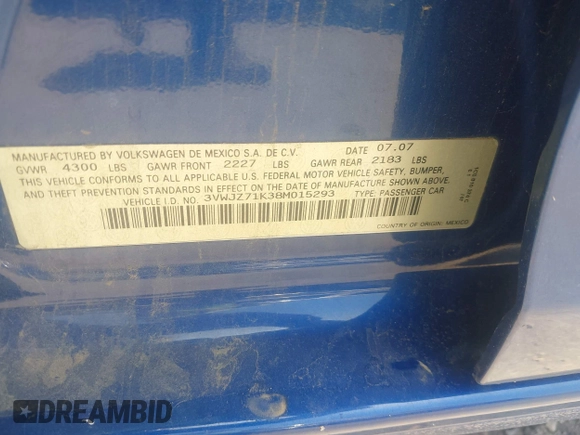 MANUFACTURED BY VOLKSWAGEN DE MEXICO S.A. DE C.V. DATE 07.07
GVWR 4300 LBS GAWR FRONT 2227 LBS GAWR REAR 2183 LBS
THIS VEHICLE CONFORMS TO ALL APPLICABLE U.S. FEDERAL MOTOR VEHICLE SAFETY, BUMPER,
AND THEFT PREVENTION STANDARDS IN EFFECT ON THE DATE OF MANUFACTURE SHOWN ABOVE.
VEHICLE I.D. NO. 3VWJZ71K38M015293 TYPE: PASSENGER CAR
COUNTRY OF ORIGIN: MEXICO
DREAMBID